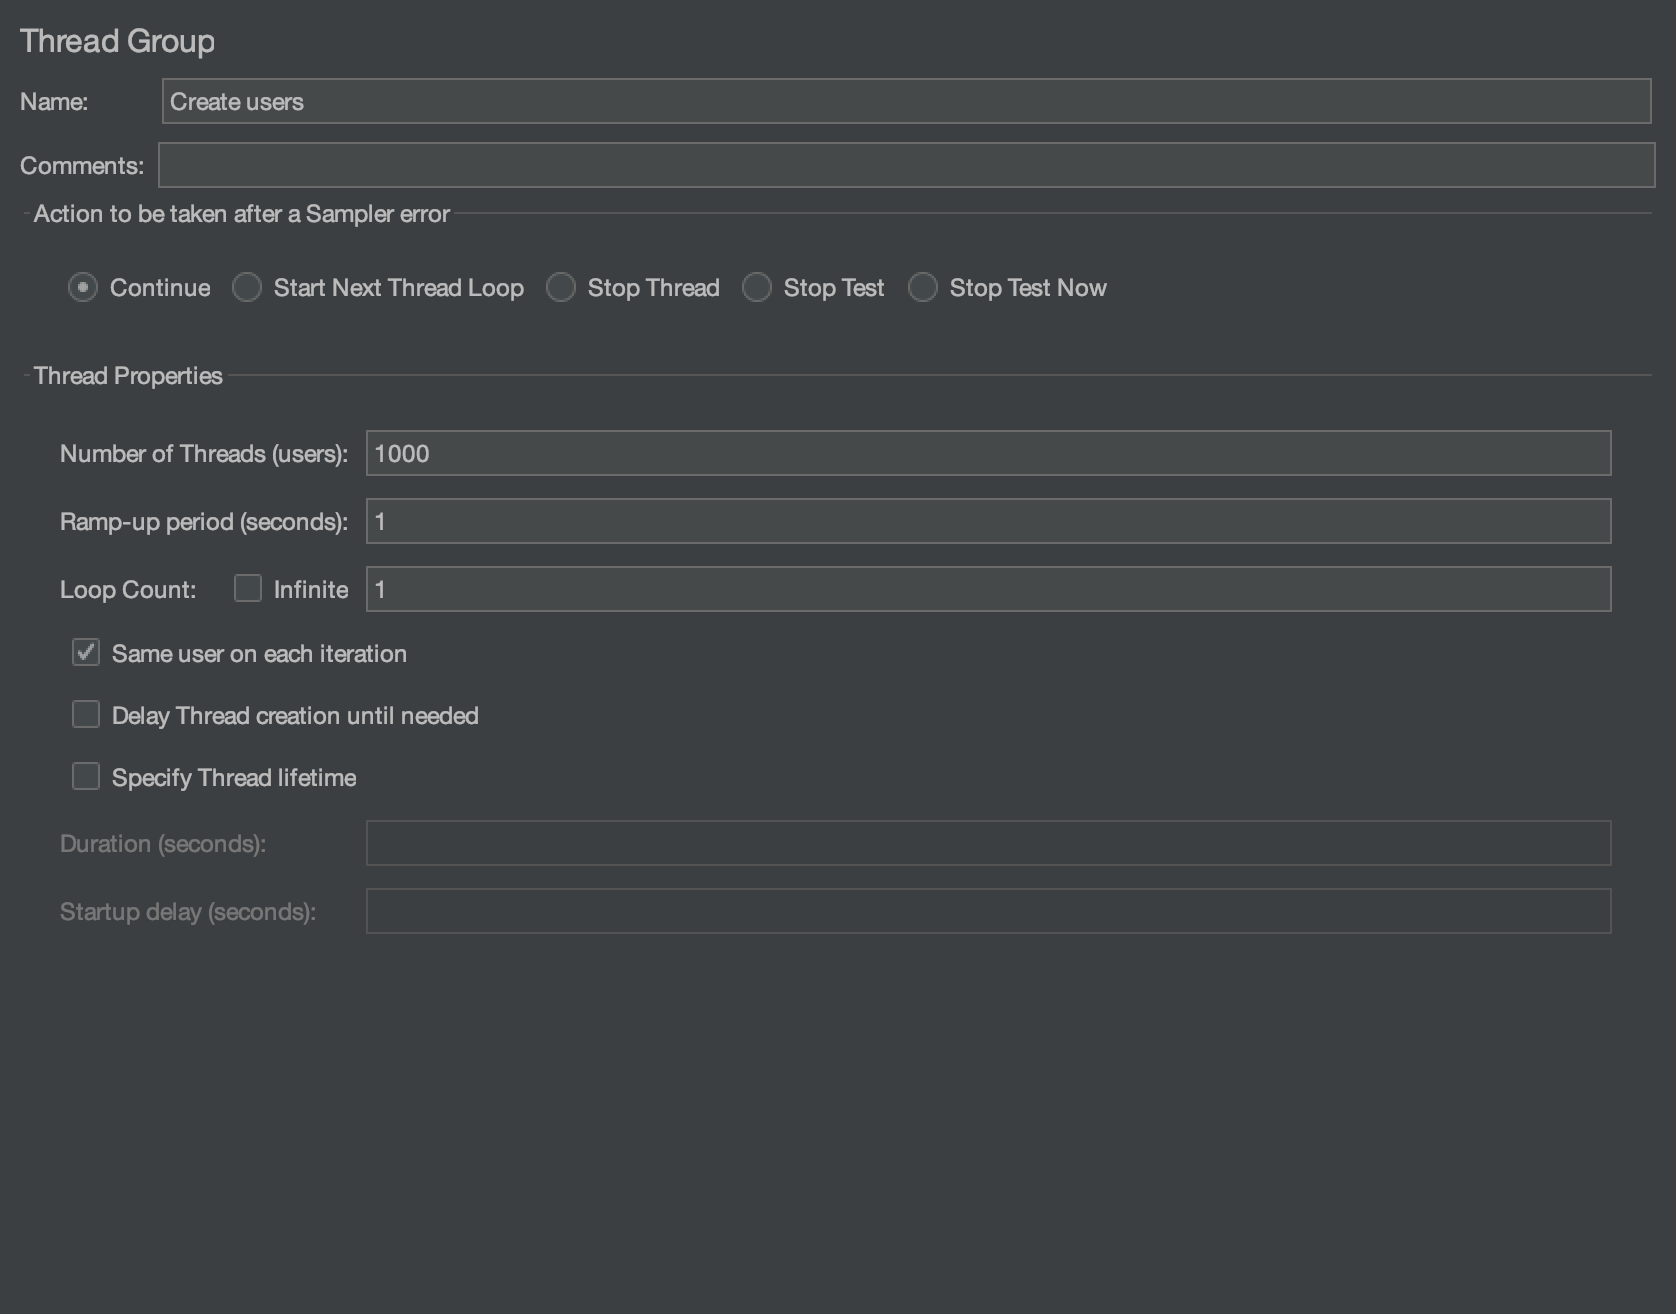 Thread Group
Name: Create users
Comments:
Action to be taken after a Sampler error
Continue Start Next Thread Loop Stop Thread Stop Test Stop Test Now
Thread Properties
Number of Threads (users): 1000
Ramp-up period (seconds): 1
Loop Count: Infinite 1
Same user on each iteration
Delay Thread creation until needed
Specify Thread lifetime
Duration (seconds):
Startup delay (seconds):